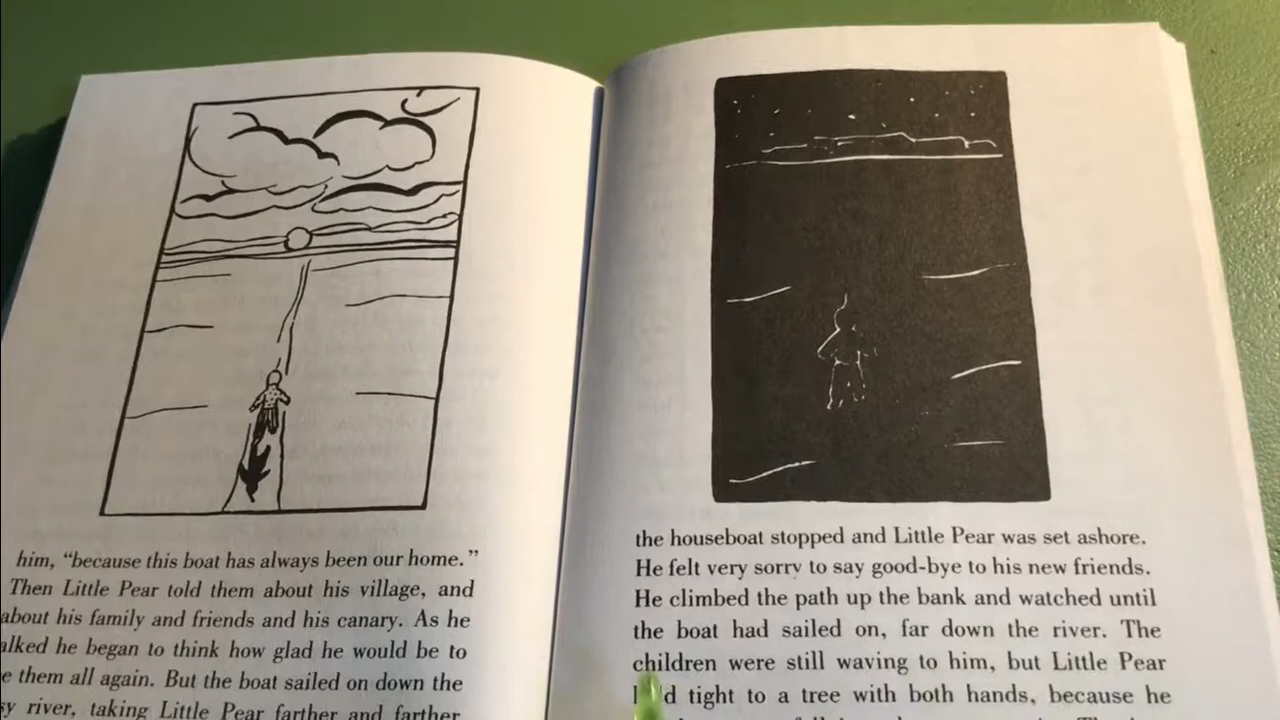 him, “because this boat has always been our home.”
Then Little Pear told them about his village, and
about his family and friends and his canary. As he
alked he began to think how glad he would be to
e them all again. But the boat sailed on down the
sy river, taking Little Pear farther and farther
the houseboat stopped and Little Pear was set ashore.
He felt very sorry to say good-bye to his new friends.
He climbed the path up the bank and watched until
the boat had sailed on, far down the river. The
children were still waving to him, but Little Pear
tight to a tree with both hands, because he